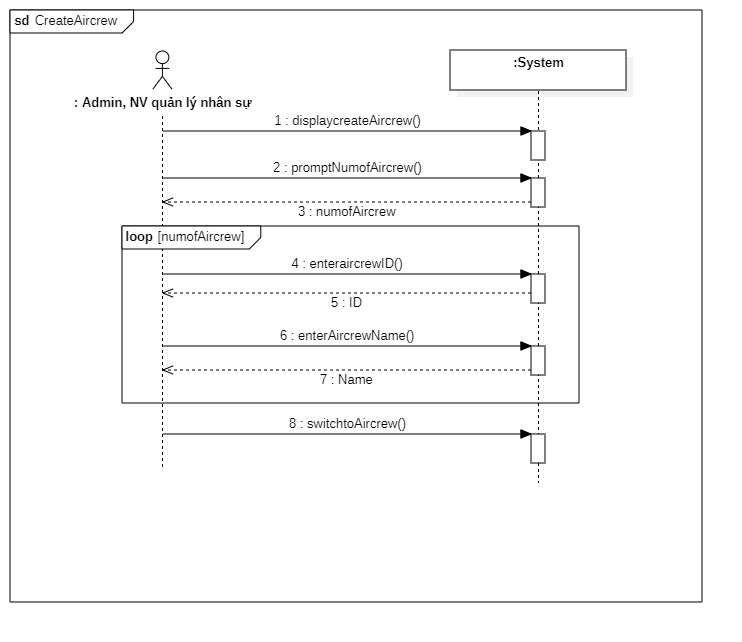 sd CreateAircrew
: Admin, NV quản lý nhân sự
:System
1 : displaycreateAircrew()
2 : promptNumofAircrew()
3 : numofAircrew
loop [numofAircrew]
4 : enteraircrewID()
5 : ID
6 : enterAircrewName()
7 : Name
8 : switchtoAircrew()